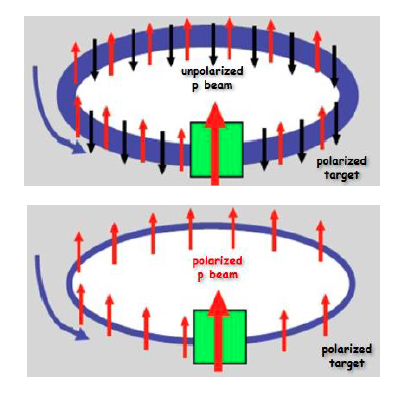 unpolarized
p beam
polarized
target
polarized
p beam
polarized
target